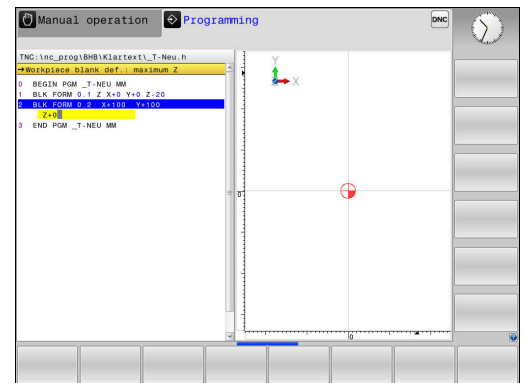 Manual operation
Programming
DNC
TNC:\nc_prog\BHB\Klartext\_T-Neu.h
→Workpiece blank def.: maximum Z
0 BEGIN PGM _T-NEU MM
1 BLK FORM 0.1 Z X+0 Y+0 Z-20
2 BLK FORM 0.2 X+100 Y+100
Z+0
3 END PGM _T-NEU MM
Y
X
0
0